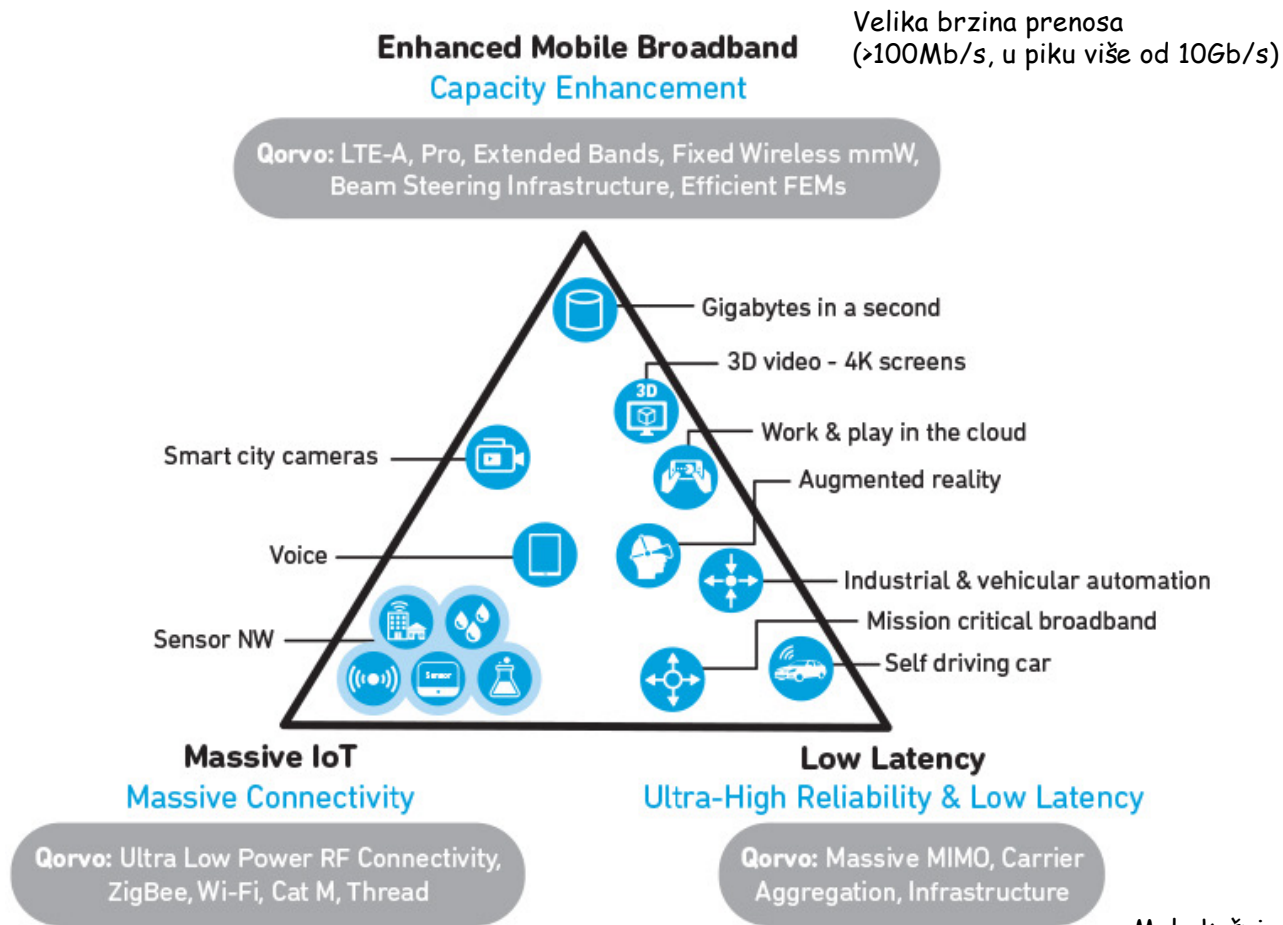 Velika brzina prenosa
(>100Mb/s, u piku više od 10Gb/s)
Enhanced Mobile Broadband
Capacity Enhancement
Qorvo: LTE-A, Pro, Extended Bands, Fixed Wireless mmW,
Beam Steering Infrastructure, Efficient FEMs
Gigabytes in a second
3D video - 4K screens
3D
Work & play in the cloud
Smart city cameras
Augmented reality
Voice
Industrial & vehicular automation
Mission critical broadband
Sensor NW
Self driving car
Sensor
Massive IoT
Massive Connectivity
Low Latency
Ultra-High Reliability & Low Latency
Qorvo: Ultra Low Power RF Connectivity,
ZigBee, Wi-Fi, Cat M, Thread
Qorvo: Massive MIMO, Carrier
Aggregation, Infrastructure